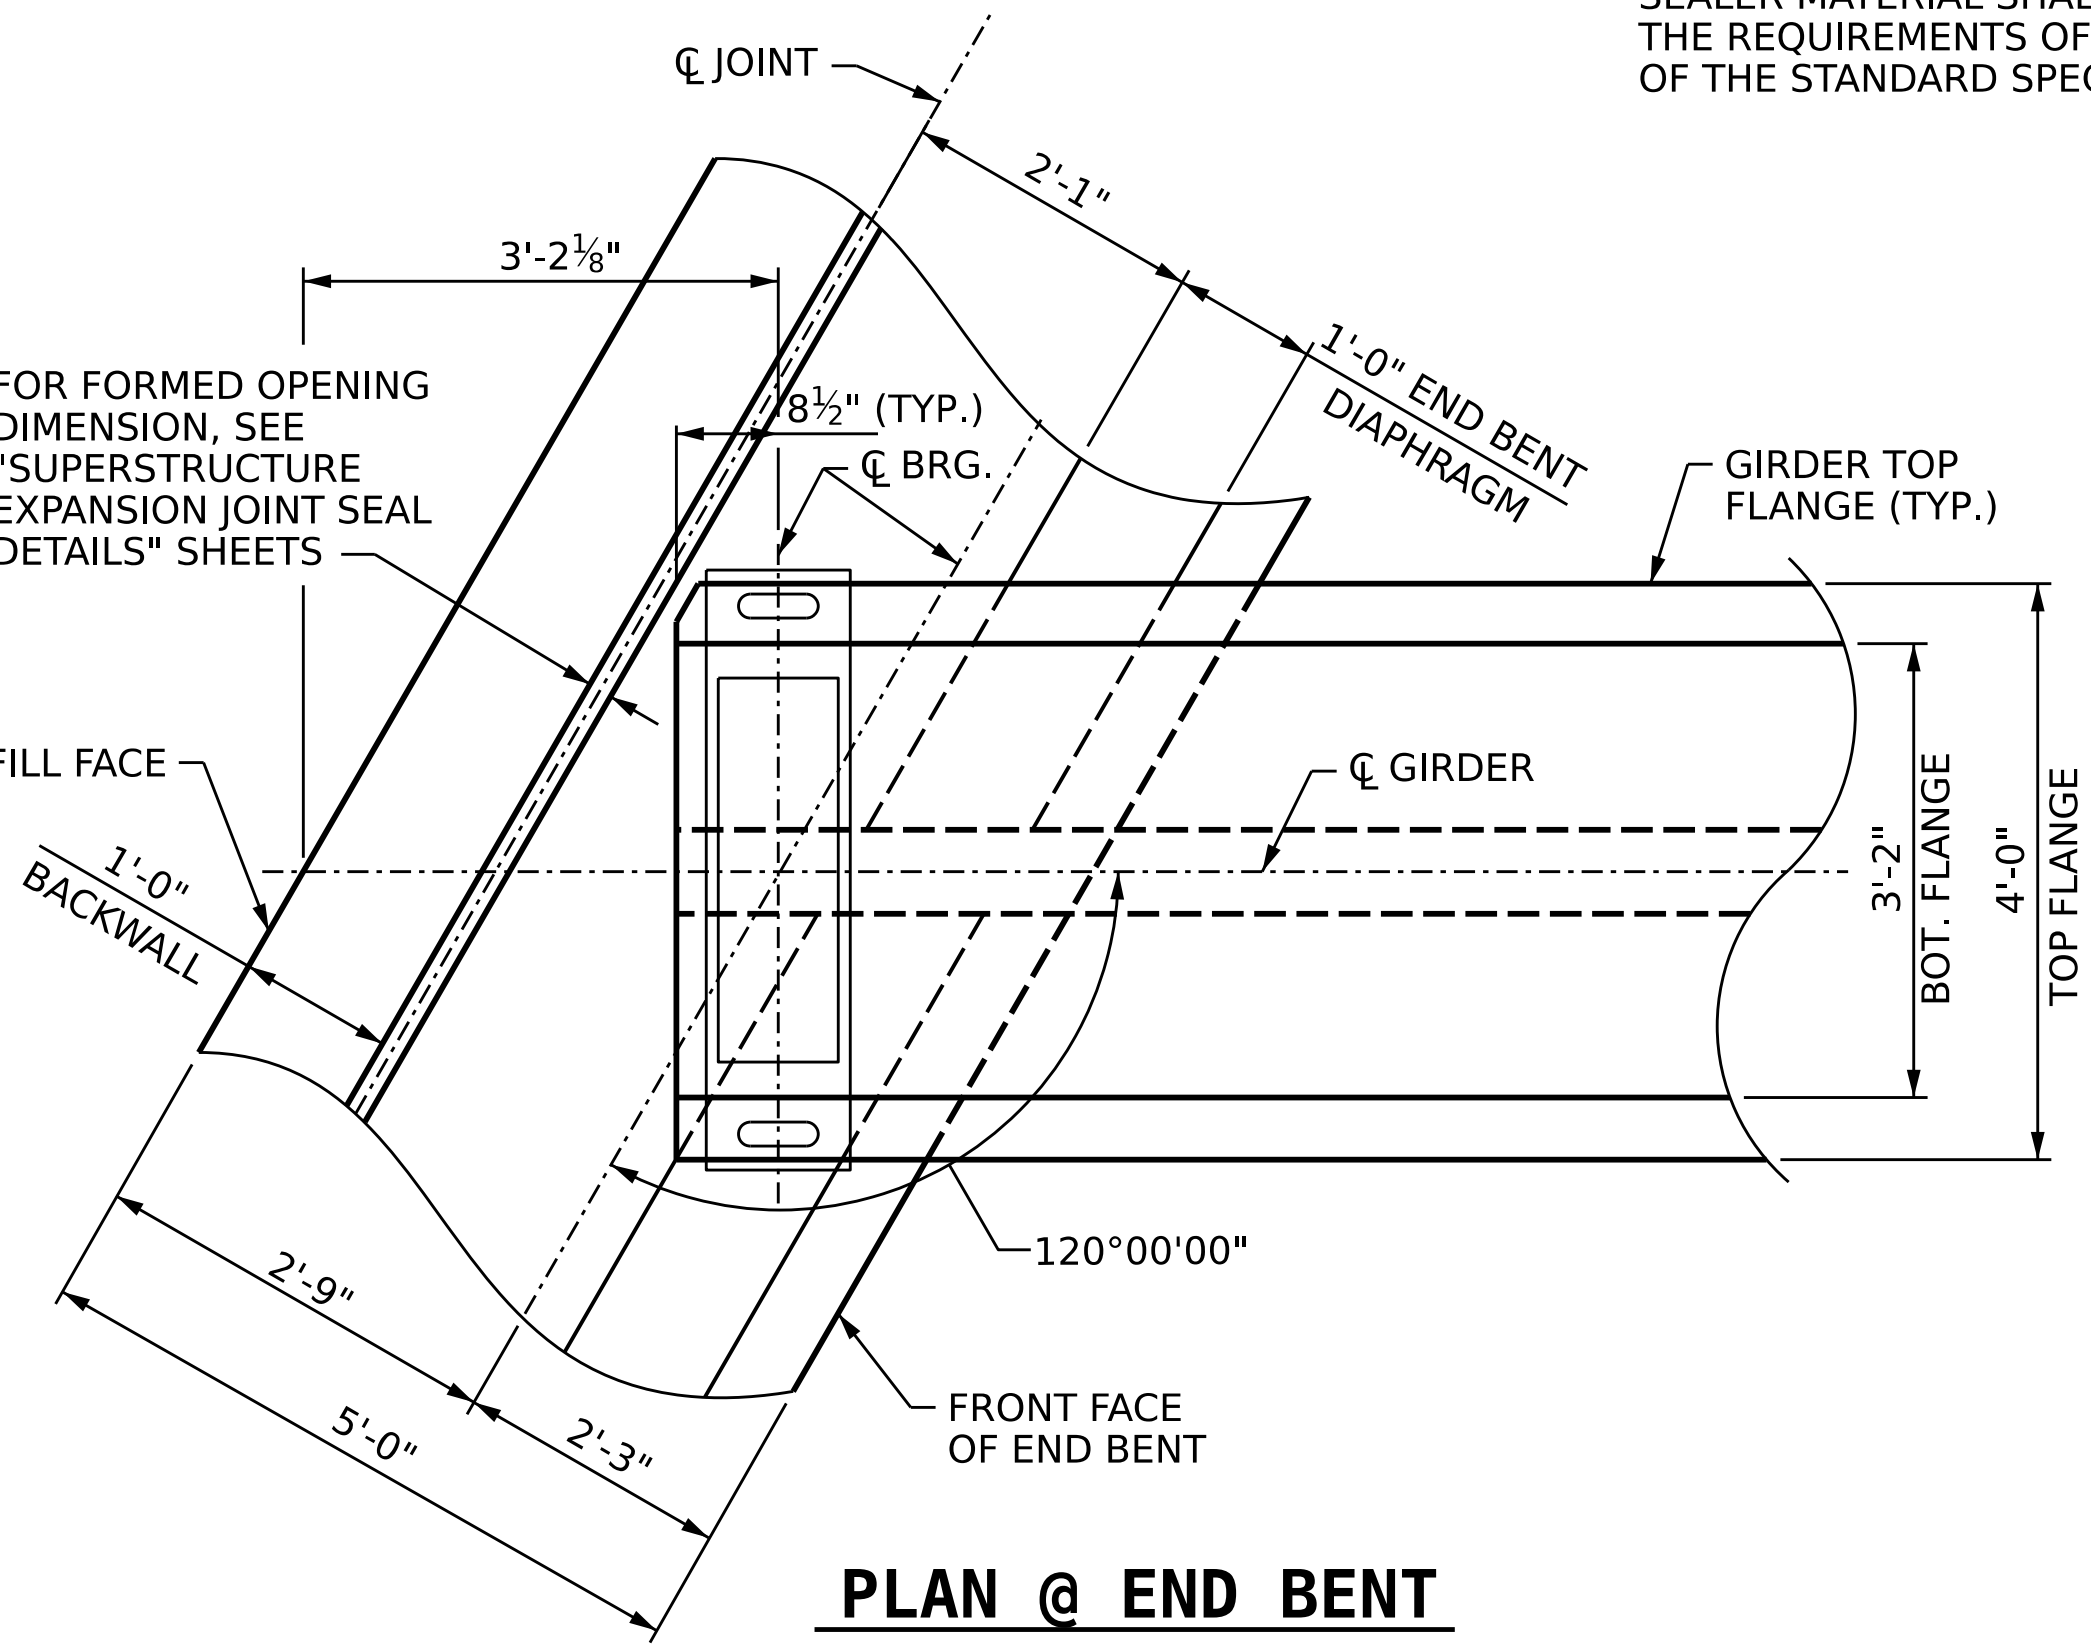 SEALER MATERIAL SHAL
THE REQUIREMENTS OF
OF THE STANDARD SPEC
℄ JOINT
2'-1"
3'-2⅛"
1'-0" END BENT
DIAPHRAGM
FOR FORMED OPENING
DIMENSION, SEE
"SUPERSTRUCTURE
EXPANSION JOINT SEAL
DETAILS" SHEETS
8½" (TYP.)
℄ BRG.
GIRDER TOP
FLANGE (TYP.)
FILL FACE
℄ GIRDER
1'-0"
BACKWALL
3'-2"
BOT. FLANGE
4'-0"
TOP FLANGE
120°00'00"
2'-9"
5'-0"
2'-3"
FRONT FACE
OF END BENT
PLAN @ END BENT